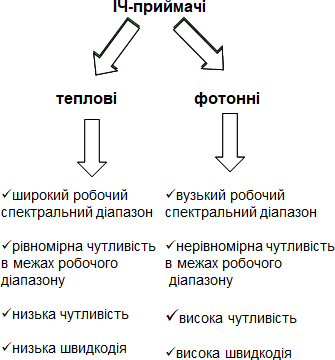 ІЧ-приймачі
теплові
фотонні
✓широкий робочий
спектральний діапазон
✓рівномірна чутливість
в межах робочого
діапазону
✓низька чутливість
✓низька швидкодія
✓вузький робочий
спектральний діапазон
✓нерівномірна чутливість
в межах робочого
діапазону
✓висока чутливість
✓висока швидкодія